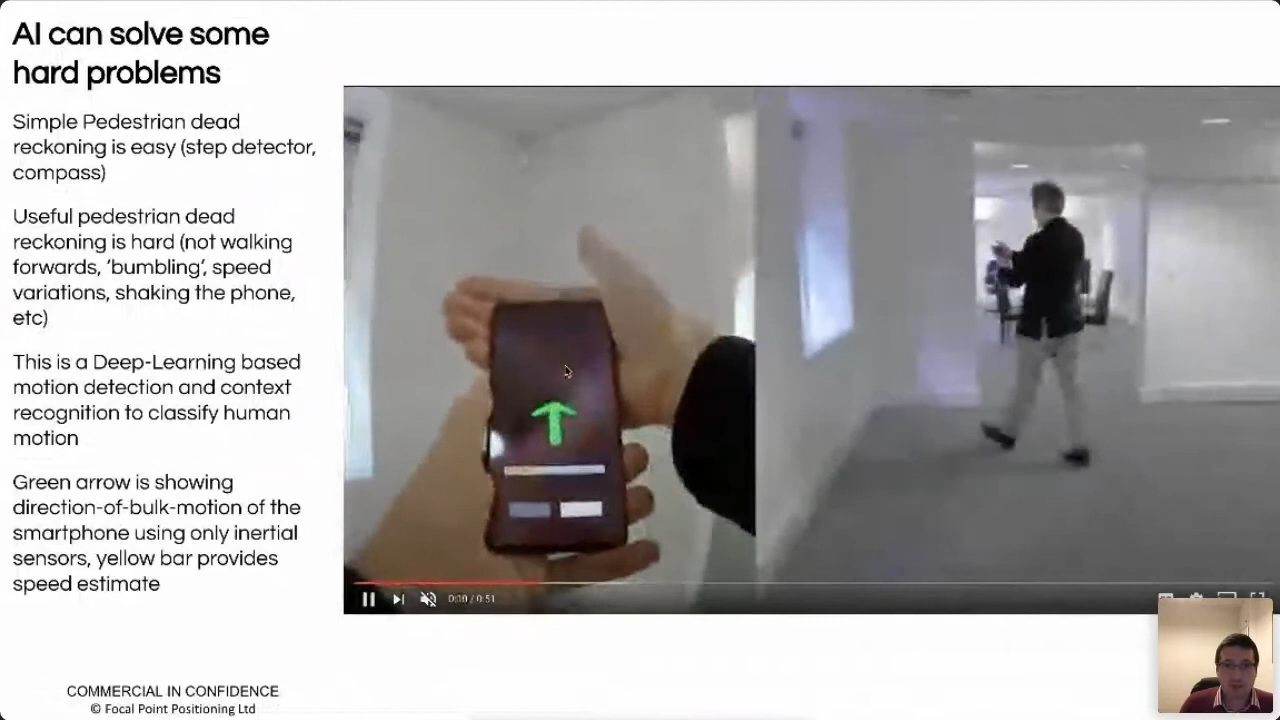 AI can solve some
hard problems
Simple Pedestrian dead
reckoning is easy (step detector,
compass)
Useful pedestrian dead
reckoning is hard (not walking
forwards, ‘bumbling‘, speed
variations, shaking the phone,
etc)
This is a Deep-Learning based
motion detection and context
recognition to classify human
motion
Green arrow is showing
direction-of-bulk-motion of the
smartphone using only inertial
sensors, yellow bar provides
speed estimate
0:10 / 0:51
COMMERCIAL IN CONFIDENCE
© Focal Point Positioning Ltd